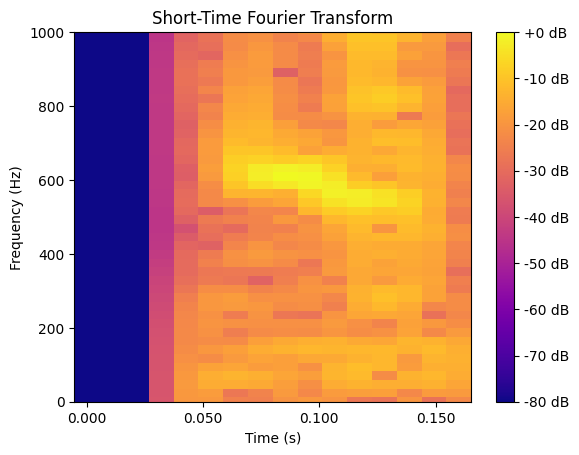 Short-Time Fourier Transform
Frequency (Hz)
1000
800
600
400
200
0
0.000
0.050
0.100
0.150
Time (s)
+0 dB
-10 dB
-20 dB
-30 dB
-40 dB
-50 dB
-60 dB
-70 dB
-80 dB